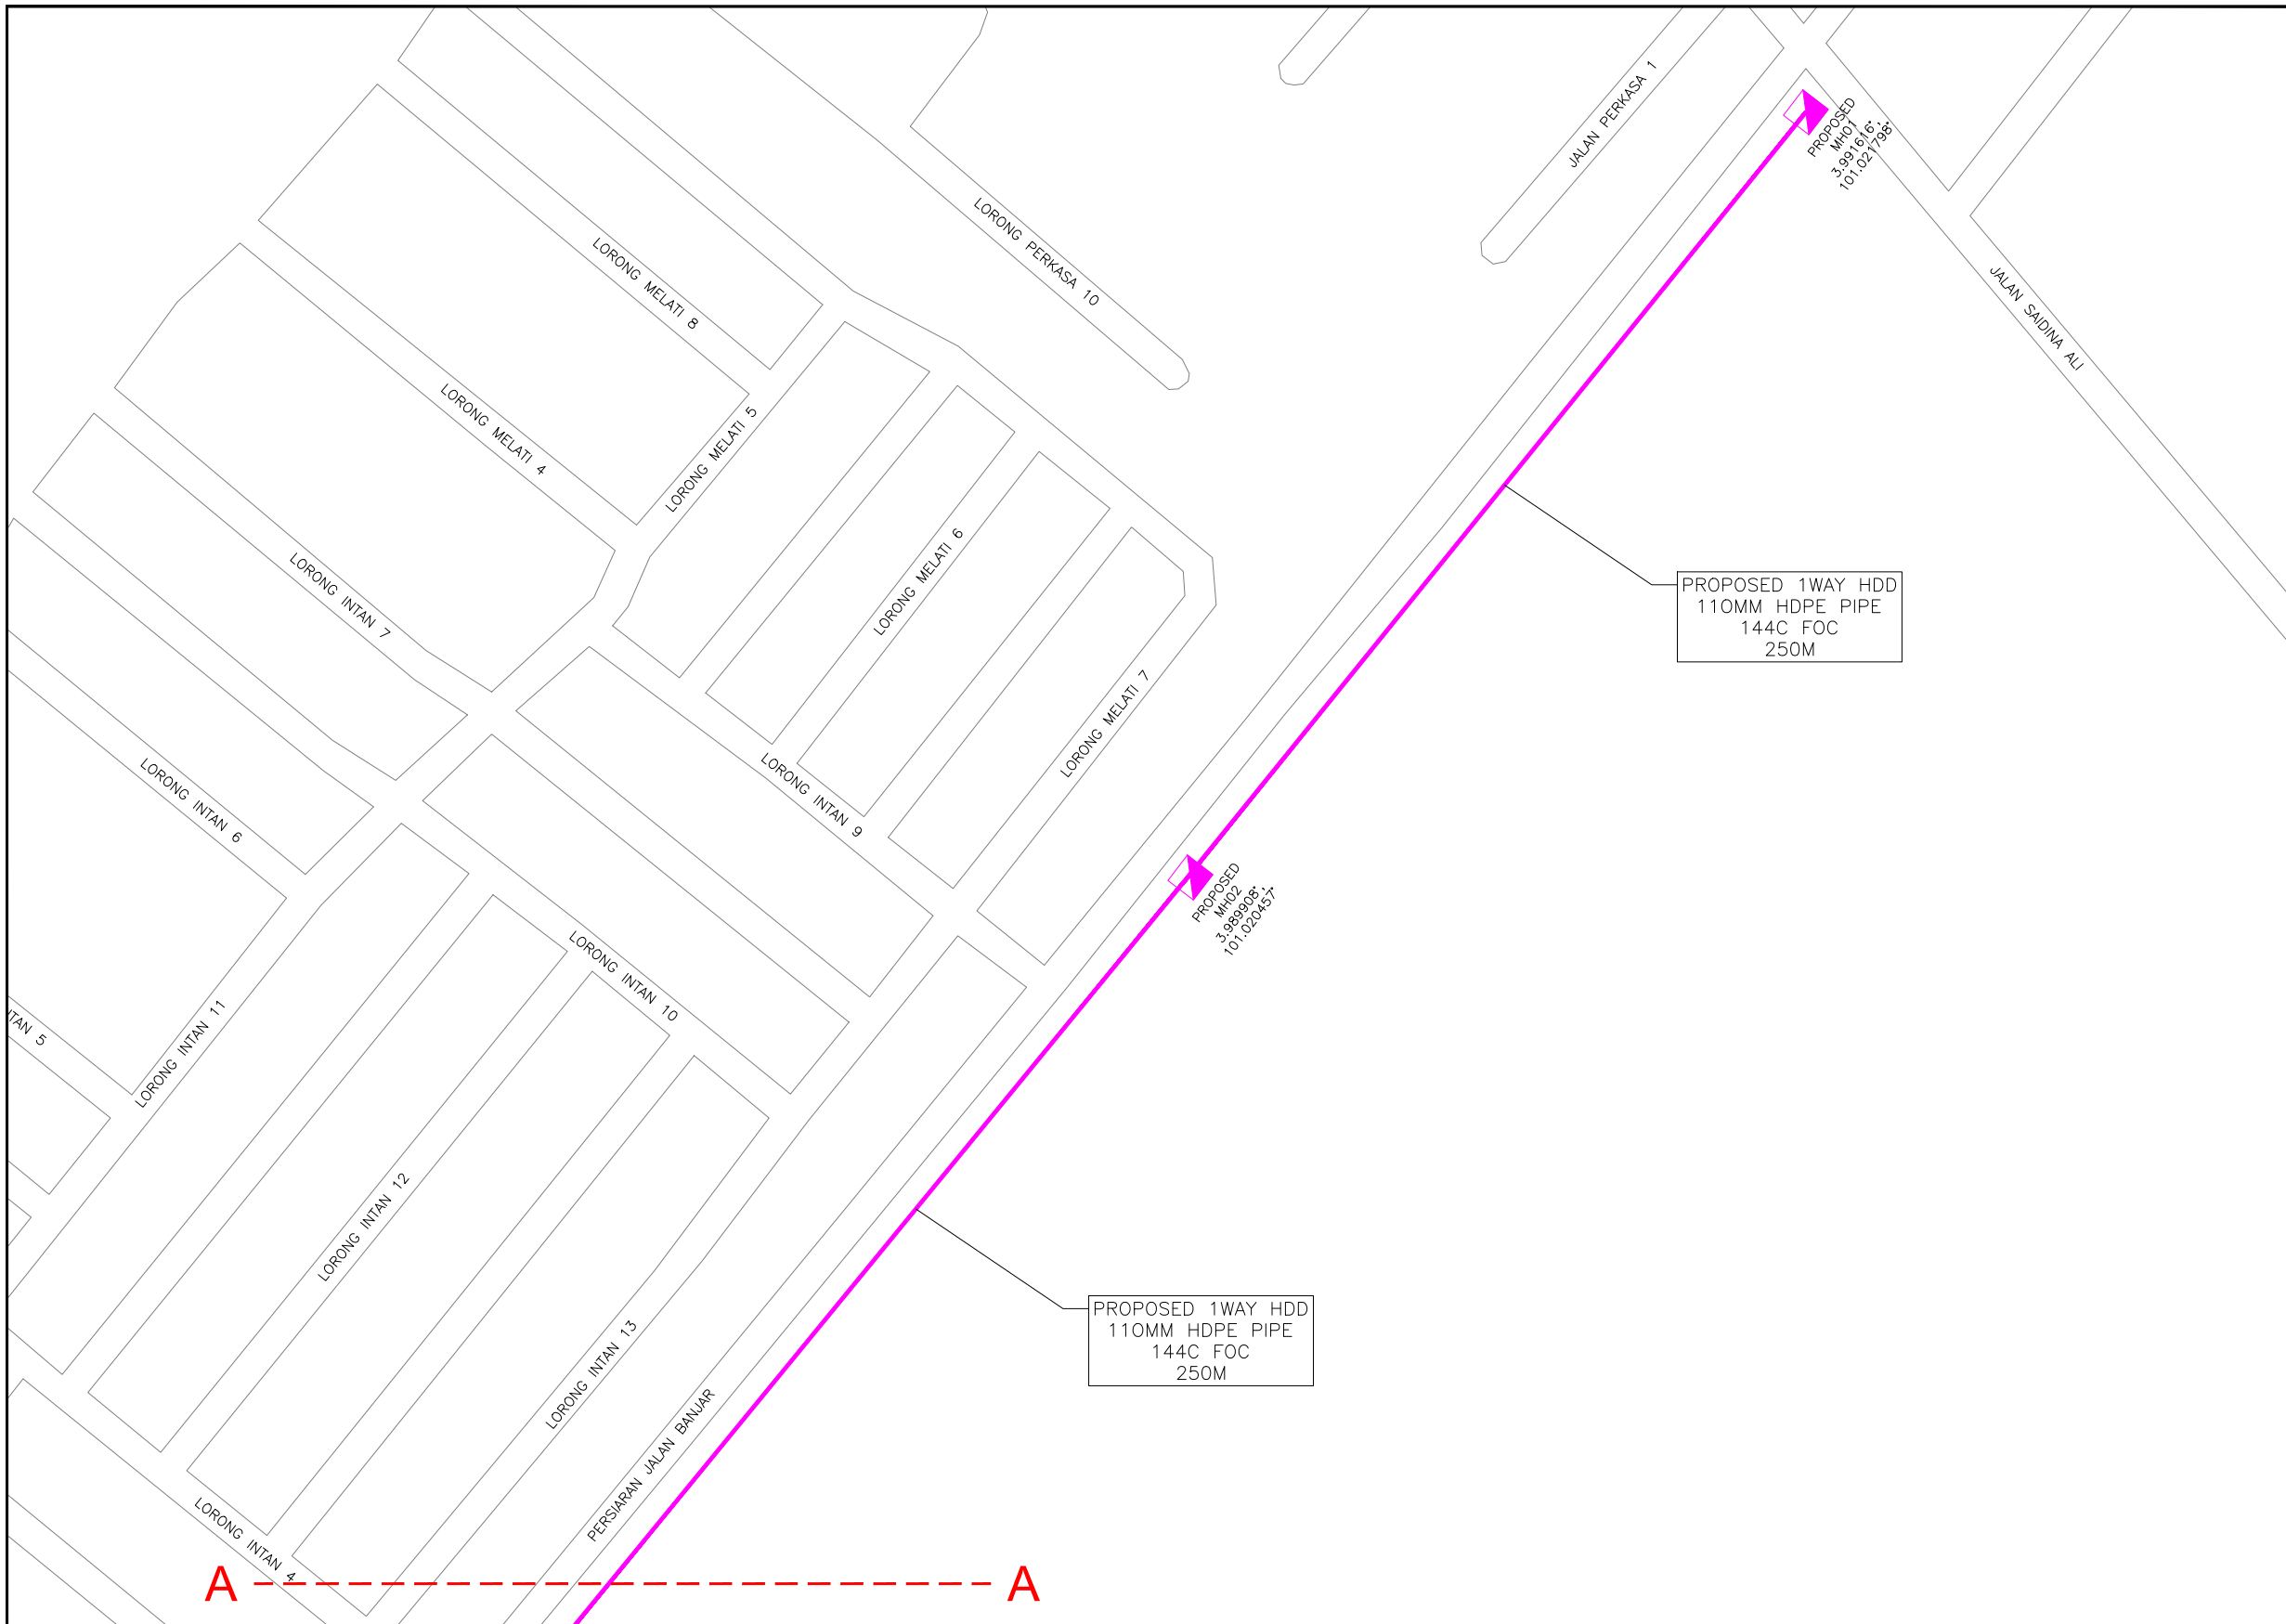 JALAN PERKASA 1
PROPOSED
MH01
3.991616°,
101.021798°
LORONG PERKASA 10
LORONG MELATI 8
JALAN SAIDINA ALI
LORONG MELATI 4
LORONG MELATI 5
LORONG INTAN 7
LORONG MELATI 6
PROPOSED 1WAY HDD
110MM HDPE PIPE
144C FOC
250M
LORONG MELATI 7
LORONG INTAN 6
LORONG INTAN 9
PROPOSED
MH02
3.989908°,
101.020457°
LORONG INTAN 10
TAN 5
LORONG INTAN 11
LORONG INTAN 12
LORONG INTAN 13
PROPOSED 1WAY HDD
110MM HDPE PIPE
144C FOC
250M
PERSIARAN JALAN BANJAR
LORONG INTAN 4
A A